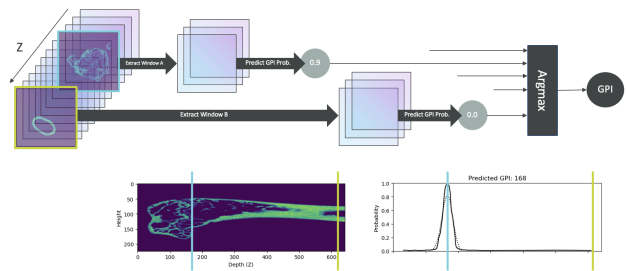 Z
Extract Window A
Predict GPI Prob.
0.9
Extract Window B
Predict GPI Prob.
0.0
Argmax
GPI
Height
0
50
100
150
200
0 100 200 300 400 500 600
Depth (Z)
Predicted GPI: 168
Probability
1.0
0.8
0.6
0.4
0.2
0.0